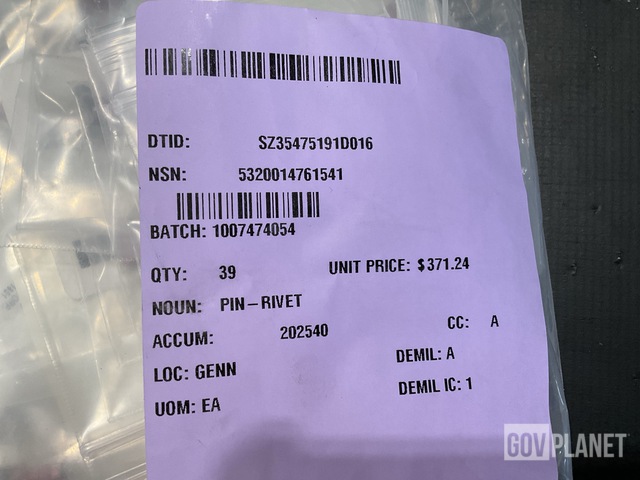 DTID: SZ35475191D016
NSN: 5320014761541
BATCH: 1007474054
QTY: 39 UNIT PRICE: $371.24
NOUN: PIN-RIVET
ACCUM: 202540 CC: A
LOC: GENN DEMIL: A
UOM: EA DEMIL IC: 1
GOVPLANET